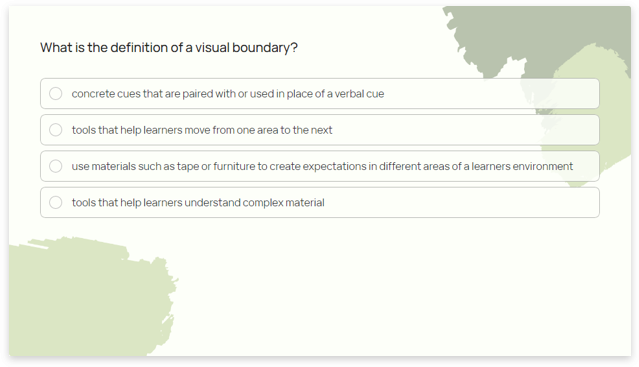 What is the definition of a visual boundary?
concrete cues that are paired with or used in place of a verbal cue
tools that help learners move from one area to the next
use materials such as tape or furniture to create expectations in different areas of a learners environment
tools that help learners understand complex material